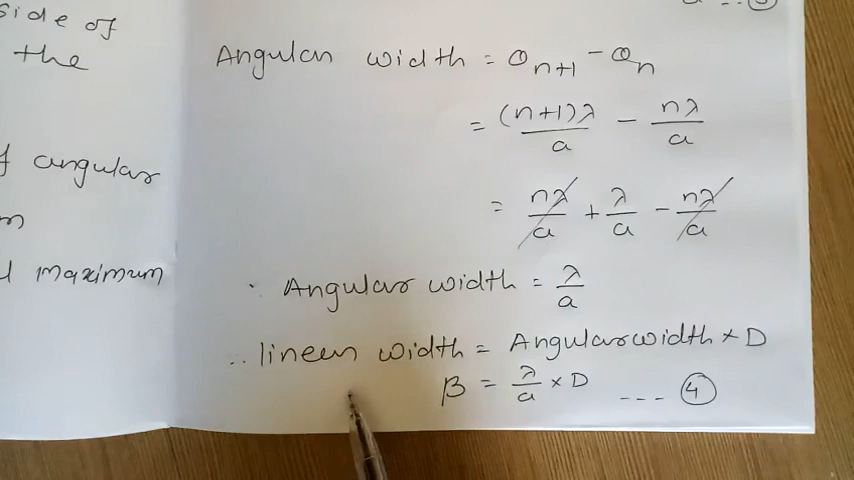 side of
the
angular
maximum
a --- 3
Angular width = θn+1 - θn
= (n+1)λ/a - nλ/a
= nλ/a + λ/a - nλ/a
∴ Angular width = λ/a
∴ linear width = Angular width × D
β = λ/a × D --- 4